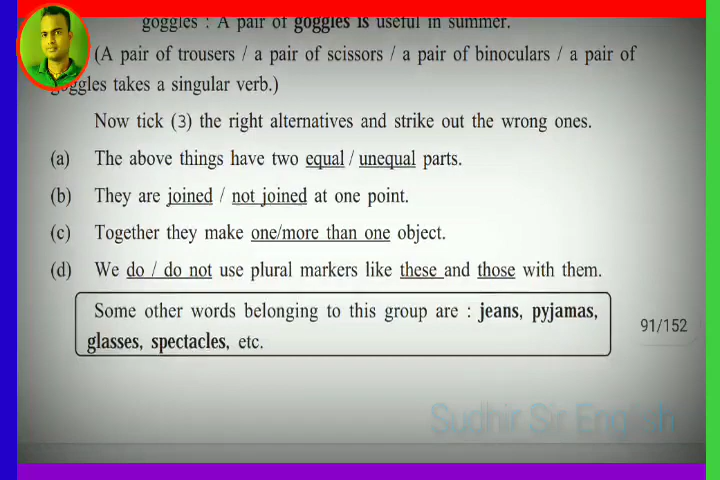 goggles : A pair of goggles is useful in summer.
(A pair of trousers / a pair of scissors / a pair of binoculars / a pair of
goggles takes a singular verb.)
Now tick (3) the right alternatives and strike out the wrong ones.
(a) The above things have two equal / unequal parts.
(b) They are joined / not joined at one point.
(c) Together they make one/more than one object.
(d) We do / do not use plural markers like these and those with them.
Some other words belonging to this group are : jeans, pyjamas,
glasses, spectacles, etc.
91/152
Sudhir Sir English